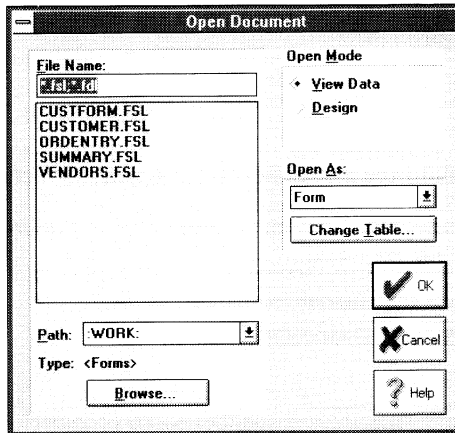 Open Document
File Name:
*.fsl;*.fdl
CUSTFORM.FSL
CUSTOMER.FSL
ORDENTRY.FSL
SUMMARY.FSL
VENDORS.FSL
Path: :WORK:
Type: <Forms>
Browse...
Open Mode
View Data
Design
Open As:
Form
Change Table...
OK
Cancel
Help